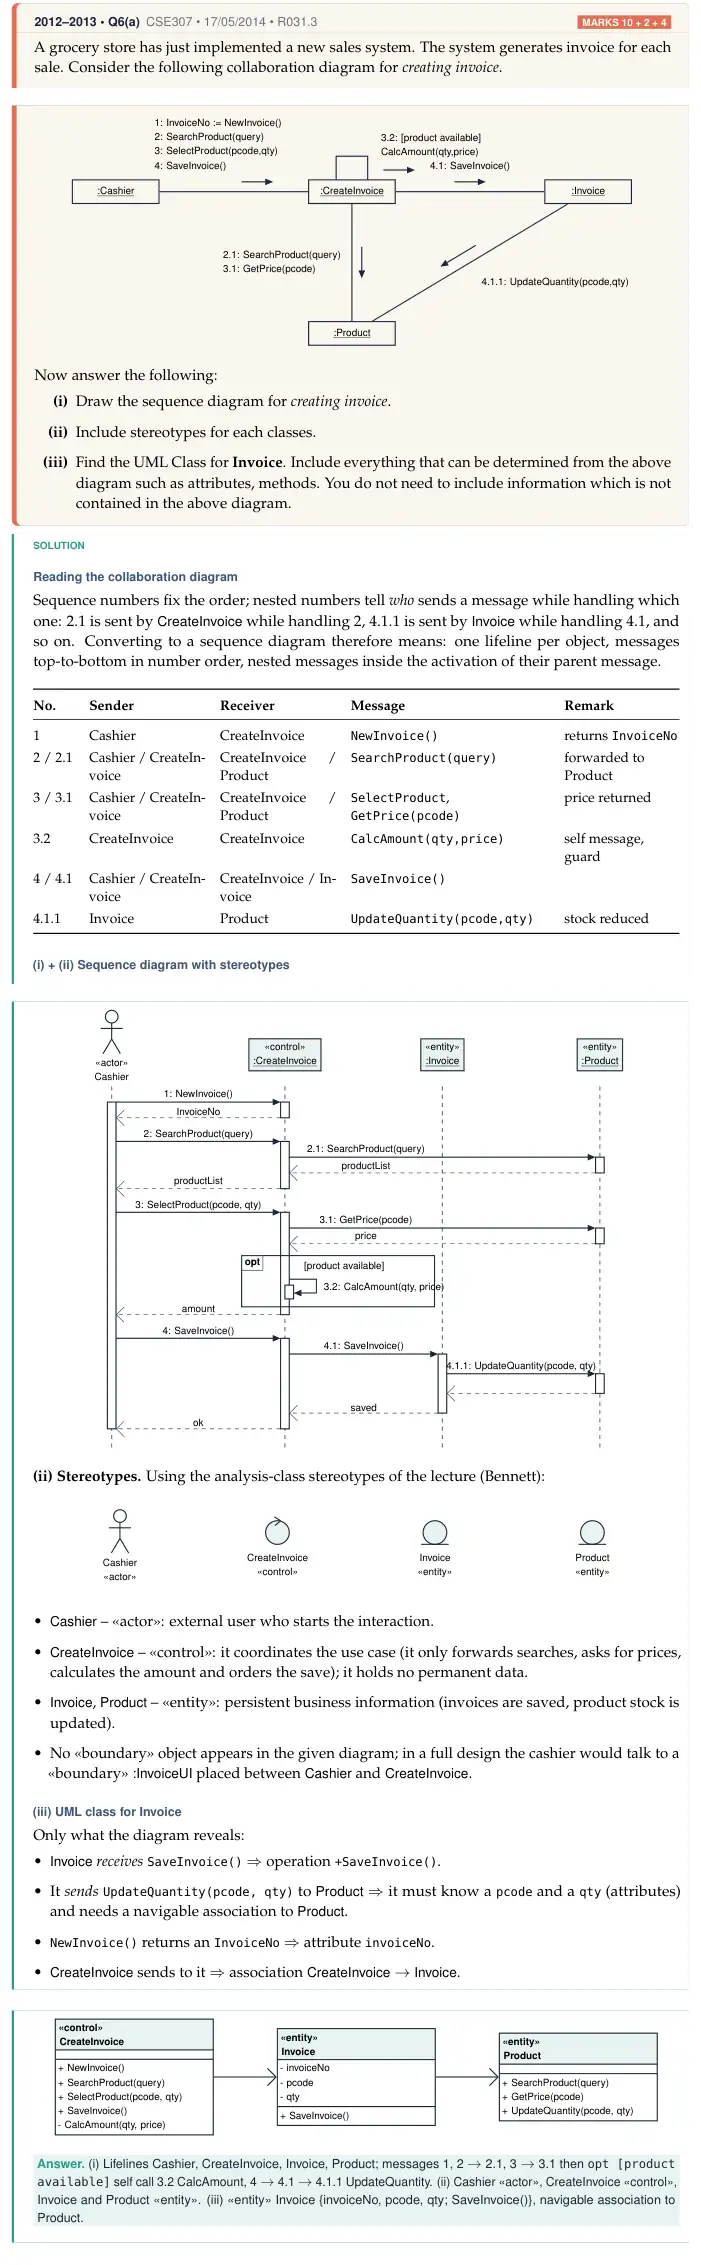 2012–2013 • Q6(a) CSE307 • 17/05/2014 • R031.3
MARKS 10 + 2 + 4
A grocery store has just implemented a new sales system. The system generates invoice for each
sale. Consider the following collaboration diagram for creating invoice.
1: InvoiceNo := NewInvoice()
2: SearchProduct(query)
3: SelectProduct(pcode,qty)
4: SaveInvoice()
3.2: [product available]
CalcAmount(qty,price)
4.1: SaveInvoice()
:Cashier
:CreateInvoice
:Invoice
2.1: SearchProduct(query)
3.1: GetPrice(pcode)
4.1.1: UpdateQuantity(pcode,qty)
:Product
Now answer the following:
(i) Draw the sequence diagram for creating invoice.
(ii) Include stereotypes for each classes.
(iii) Find the UML Class for Invoice. Include everything that can be determined from the above
diagram such as attributes, methods. You do not need to include information which is not
contained in the above diagram.
SOLUTION
Reading the collaboration diagram
Sequence numbers fix the order; nested numbers tell who sends a message while handling which
one: 2.1 is sent by CreateInvoice while handling 2, 4.1.1 is sent by Invoice while handling 4.1, and
so on. Converting to a sequence diagram therefore means: one lifeline per object, messages
top-to-bottom in number order, nested messages inside the activation of their parent message.
No. Sender Receiver Message Remark
1 Cashier CreateInvoice NewInvoice() returns InvoiceNo
2 / 2.1 Cashier / CreateIn- CreateInvoice / SearchProduct(query) forwarded to
voice Product Product
3 / 3.1 Cashier / CreateIn- CreateInvoice / SelectProduct, price returned
voice Product GetPrice(pcode)
3.2 CreateInvoice CreateInvoice CalcAmount(qty,price) self message,
guard
4 / 4.1 Cashier / CreateIn- CreateInvoice / In- SaveInvoice()
voice voice
4.1.1 Invoice Product UpdateQuantity(pcode,qty) stock reduced
(i) + (ii) Sequence diagram with stereotypes
«actor»
Cashier
«control»
:CreateInvoice
«entity»
:Invoice
«entity»
:Product
1: NewInvoice()
InvoiceNo
2: SearchProduct(query)
2.1: SearchProduct(query)
productList
productList
3: SelectProduct(pcode, qty)
3.1: GetPrice(pcode)
price
opt
[product available]
3.2: CalcAmount(qty, price)
amount
4: SaveInvoice()
4.1: SaveInvoice()
4.1.1: UpdateQuantity(pcode, qty)
saved
ok
(ii) Stereotypes. Using the analysis-class stereotypes of the lecture (Bennett):
Cashier
«actor»
CreateInvoice
«control»
Invoice
«entity»
Product
«entity»
• Cashier – «actor»: external user who starts the interaction.
• CreateInvoice – «control»: it coordinates the use case (it only forwards searches, asks for prices,
calculates the amount and orders the save); it holds no permanent data.
• Invoice, Product – «entity»: persistent business information (invoices are saved, product stock is
updated).
• No «boundary» object appears in the given diagram; in a full design the cashier would talk to a
«boundary» :InvoiceUI placed between Cashier and CreateInvoice.
(iii) UML class for Invoice
Only what the diagram reveals:
• Invoice receives SaveInvoice() ⇒ operation +SaveInvoice().
• It sends UpdateQuantity(pcode, qty) to Product ⇒ it must know a pcode and a qty (attributes)
and needs a navigable association to Product.
• NewInvoice() returns an InvoiceNo ⇒ attribute invoiceNo.
• CreateInvoice sends to it ⇒ association CreateInvoice → Invoice.
«control»
CreateInvoice
+ NewInvoice()
+ SearchProduct(query)
+ SelectProduct(pcode, qty)
+ SaveInvoice()
- CalcAmount(qty, price)
«entity»
Invoice
- invoiceNo
- pcode
- qty
+ SaveInvoice()
«entity»
Product
+ SearchProduct(query)
+ GetPrice(pcode)
+ UpdateQuantity(pcode, qty)
Answer. (i) Lifelines Cashier, CreateInvoice, Invoice, Product; messages 1, 2 → 2.1, 3 → 3.1 then opt [product
available] self call 3.2 CalcAmount, 4 → 4.1 → 4.1.1 UpdateQuantity. (ii) Cashier «actor», CreateInvoice «control»,
Invoice and Product «entity». (iii) «entity» Invoice {invoiceNo, pcode, qty; SaveInvoice()}, navigable association to
Product.